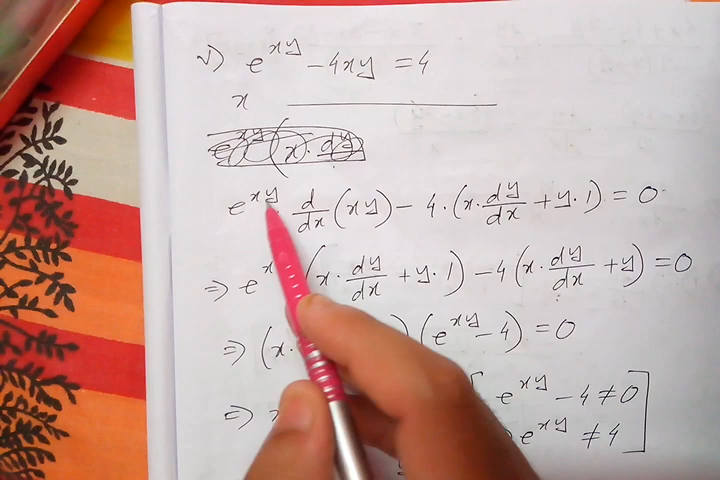 v) e^{xy} - 4xy = 4
x
e^{xy} · d/dx (xy) - 4 · (x · dy/dx + y · 1) = 0
⇒ e^x (x · dy/dx + y · 1) - 4 (x · dy/dx + y) = 0
⇒ (x · ) (e^{xy} - 4) = 0
⇒ x [ e^{xy} - 4 ≠ 0
e^{xy} ≠ 4 ]